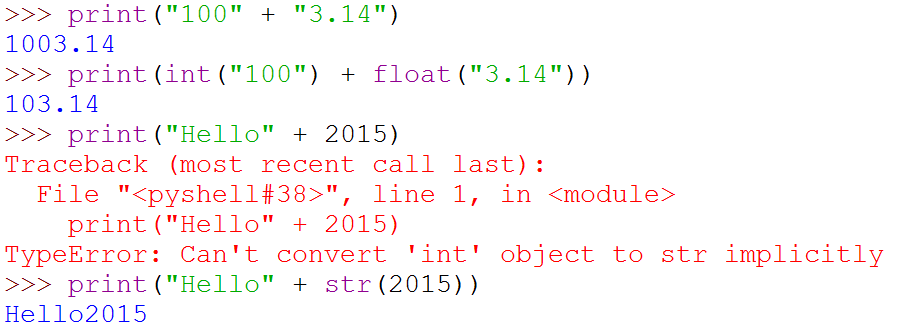 >>> print("100" + "3.14")
1003.14
>>> print(int("100") + float("3.14"))
103.14
>>> print("Hello" + 2015)
Traceback (most recent call last):
  File "<pyshell#38>", line 1, in <module>
    print("Hello" + 2015)
TypeError: Can't convert 'int' object to str implicitly
>>> print("Hello" + str(2015))
Hello2015